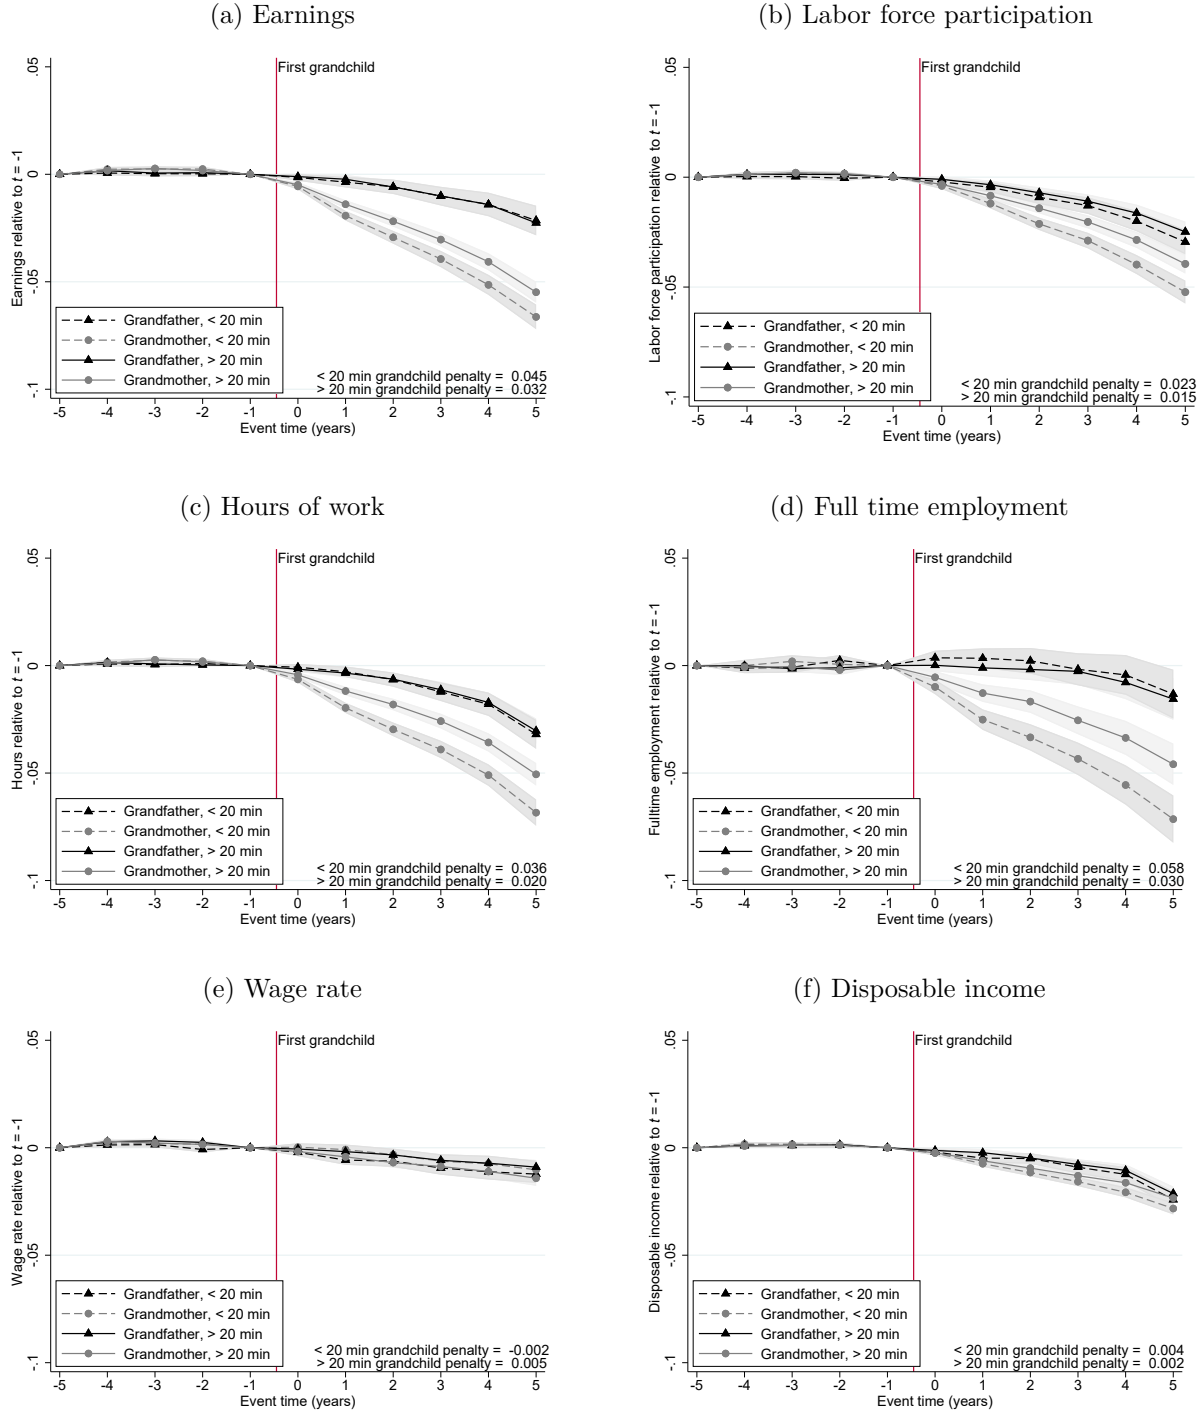 (a) Earnings
.05
0
-.05
-.1
Earnings relative to t = -1
First grandchild
Grandfather, < 20 min
Grandmother, < 20 min
Grandfather, > 20 min
Grandmother, > 20 min
< 20 min grandchild penalty = 0.045
> 20 min grandchild penalty = 0.032
-5 -4 -3 -2 -1 0 1 2 3 4 5
Event time (years)
(b) Labor force participation
.05
0
-.05
-.1
Labor force participation relative to t = -1
First grandchild
Grandfather, < 20 min
Grandmother, < 20 min
Grandfather, > 20 min
Grandmother, > 20 min
< 20 min grandchild penalty = 0.023
> 20 min grandchild penalty = 0.015
-5 -4 -3 -2 -1 0 1 2 3 4 5
Event time (years)
(c) Hours of work
.05
0
-.05
-.1
Hours relative to t = -1
First grandchild
Grandfather, < 20 min
Grandmother, < 20 min
Grandfather, > 20 min
Grandmother, > 20 min
< 20 min grandchild penalty = 0.036
> 20 min grandchild penalty = 0.020
-5 -4 -3 -2 -1 0 1 2 3 4 5
Event time (years)
(d) Full time employment
.05
0
-.05
-.1
Fulltime employment relative to t = -1
First grandchild
Grandfather, < 20 min
Grandmother, < 20 min
Grandfather, > 20 min
Grandmother, > 20 min
< 20 min grandchild penalty = 0.058
> 20 min grandchild penalty = 0.030
-5 -4 -3 -2 -1 0 1 2 3 4 5
Event time (years)
(e) Wage rate
.05
0
-.05
-.1
Wage rate relative to t = -1
First grandchild
Grandfather, < 20 min
Grandmother, < 20 min
Grandfather, > 20 min
Grandmother, > 20 min
< 20 min grandchild penalty = -0.002
> 20 min grandchild penalty = 0.005
-5 -4 -3 -2 -1 0 1 2 3 4 5
Event time (years)
(f) Disposable income
.05
0
-.05
-.1
Disposable income relative to t = -1
First grandchild
Grandfather, < 20 min
Grandmother, < 20 min
Grandfather, > 20 min
Grandmother, > 20 min
< 20 min grandchild penalty = 0.004
> 20 min grandchild penalty = 0.002
-5 -4 -3 -2 -1 0 1 2 3 4 5
Event time (years)